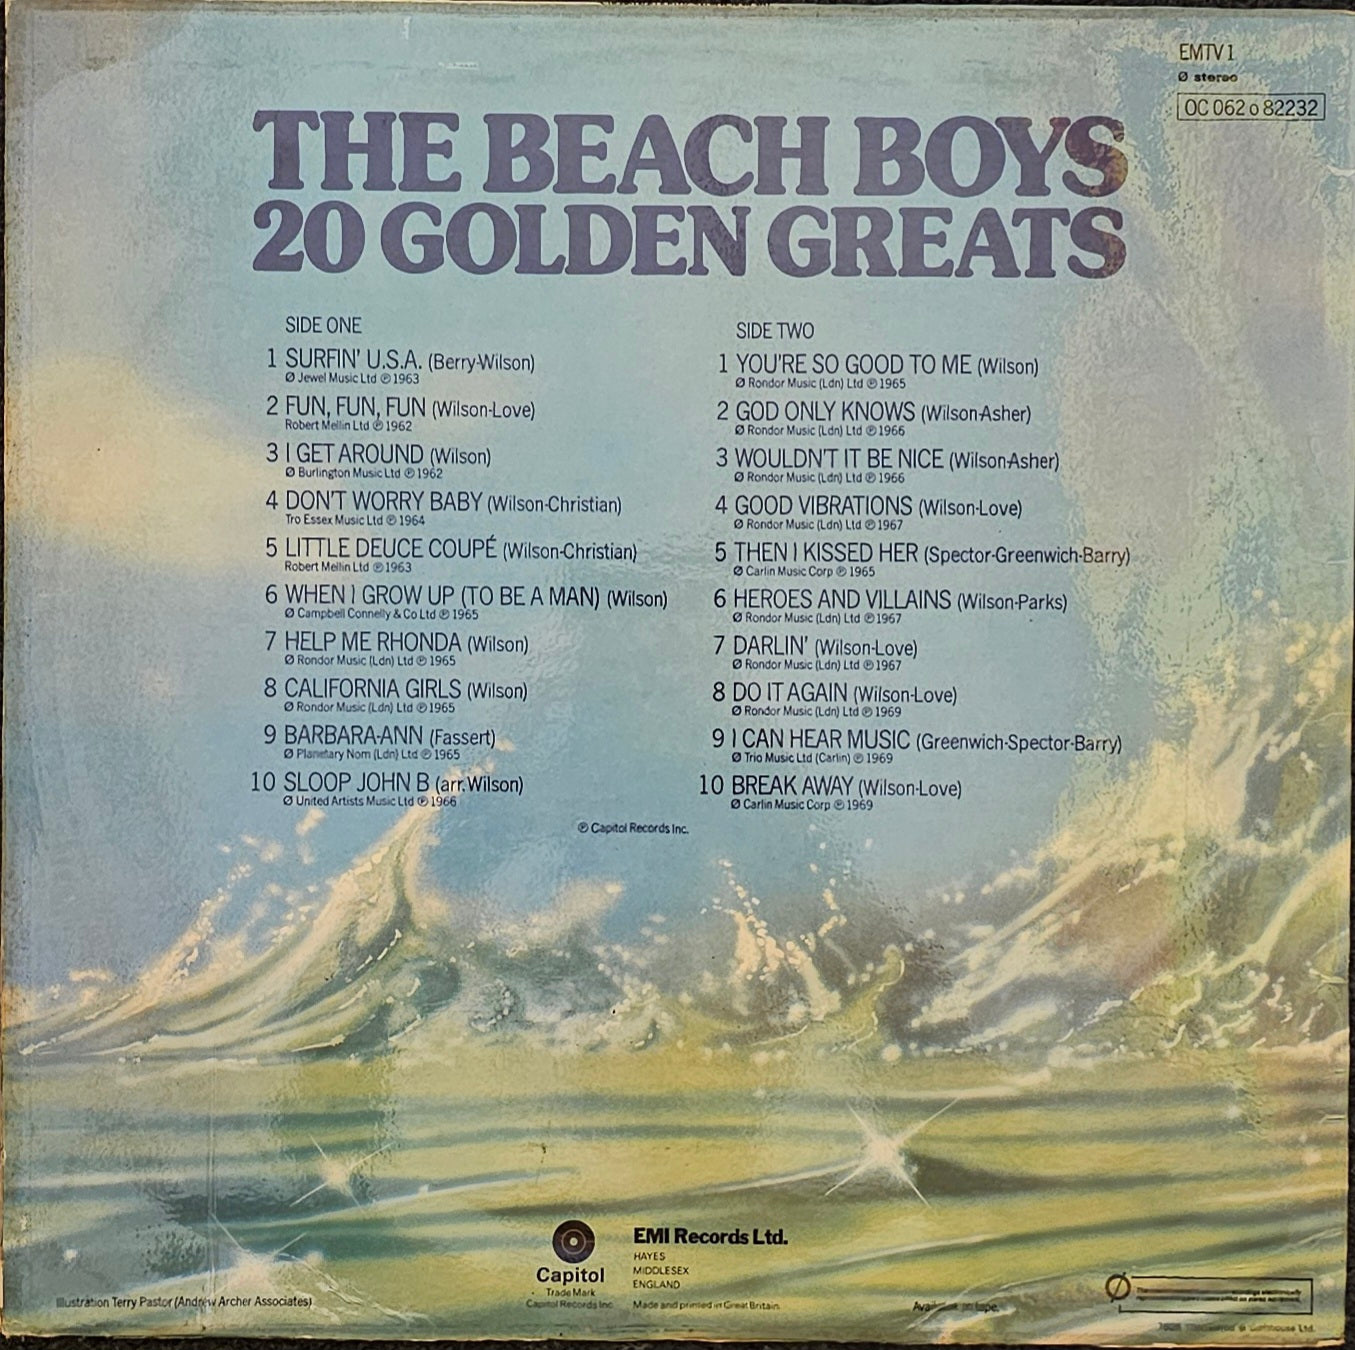 EMTV 1
Ø stereo
OC 062 o 82232
THE BEACH BOYS
20 GOLDEN GREATS
SIDE ONE
1 SURFIN' U.S.A. (Berry-Wilson)
Ø Jewel Music Ltd ℗ 1963
2 FUN, FUN, FUN (Wilson-Love)
Robert Mellin Ltd ℗ 1962
3 I GET AROUND (Wilson)
Ø Burlington Music Ltd ℗ 1962
4 DON'T WORRY BABY (Wilson-Christian)
Tro Essex Music Ltd ℗ 1964
5 LITTLE DEUCE COUPÉ (Wilson-Christian)
Robert Mellin Ltd ℗ 1963
6 WHEN I GROW UP (TO BE A MAN) (Wilson)
Ø Campbell Connelly & Co Ltd ℗ 1965
7 HELP ME RHONDA (Wilson)
Ø Rondor Music (Ldn) Ltd ℗ 1965
8 CALIFORNIA GIRLS (Wilson)
Ø Rondor Music (Ldn) Ltd ℗ 1965
9 BARBARA-ANN (Fassert)
Ø Planetary Nom (Ldn) Ltd ℗ 1965
10 SLOOP JOHN B (arr. Wilson)
Ø United Artists Music Ltd ℗ 1966
SIDE TWO
1 YOU'RE SO GOOD TO ME (Wilson)
Ø Rondor Music (Ldn) Ltd ℗ 1965
2 GOD ONLY KNOWS (Wilson-Asher)
Ø Rondor Music (Ldn) Ltd ℗ 1966
3 WOULDN'T IT BE NICE (Wilson-Asher)
Ø Rondor Music (Ldn) Ltd ℗ 1966
4 GOOD VIBRATIONS (Wilson-Love)
Ø Rondor Music (Ldn) Ltd ℗ 1967
5 THEN I KISSED HER (Spector-Greenwich-Barry)
Ø Carlin Music Corp ℗ 1965
6 HEROES AND VILLAINS (Wilson-Parks)
Ø Rondor Music (Ldn) Ltd ℗ 1967
7 DARLIN' (Wilson-Love)
Ø Rondor Music (Ldn) Ltd ℗ 1967
8 DO IT AGAIN (Wilson-Love)
Ø Rondor Music (Ldn) Ltd ℗ 1969
9 I CAN HEAR MUSIC (Greenwich-Spector-Barry)
Ø Trio Music Ltd (Carlin) ℗ 1969
10 BREAK AWAY (Wilson-Love)
Ø Carlin Music Corp ℗ 1969
℗ Capitol Records Inc.
Capitol
Trade Mark
Capitol Records Inc
EMI Records Ltd.
HAYES
MIDDLESEX
ENGLAND
Made and printed in Great Britain
Illustration Terry Pastor (Andrew Archer Associates)
Available on tape.
Ltd.